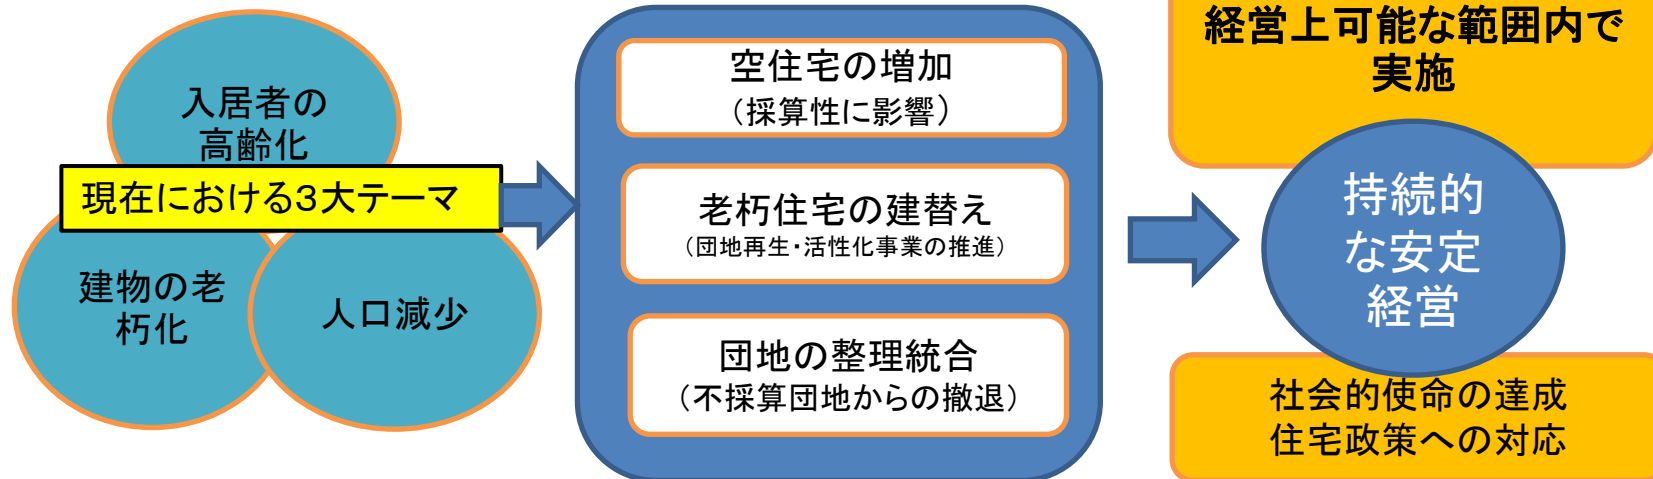 入居者の
高齢化
現在における3大テーマ
建物の老
朽化
人口減少
空住宅の増加
（採算性に影響）
老朽住宅の建替え
（団地再生・活性化事業の推進）
団地の整理統合
（不採算団地からの撤退）
経営上可能な範囲内で
実施
持続的
な安定
経営
社会的使命の達成
住宅政策への対応